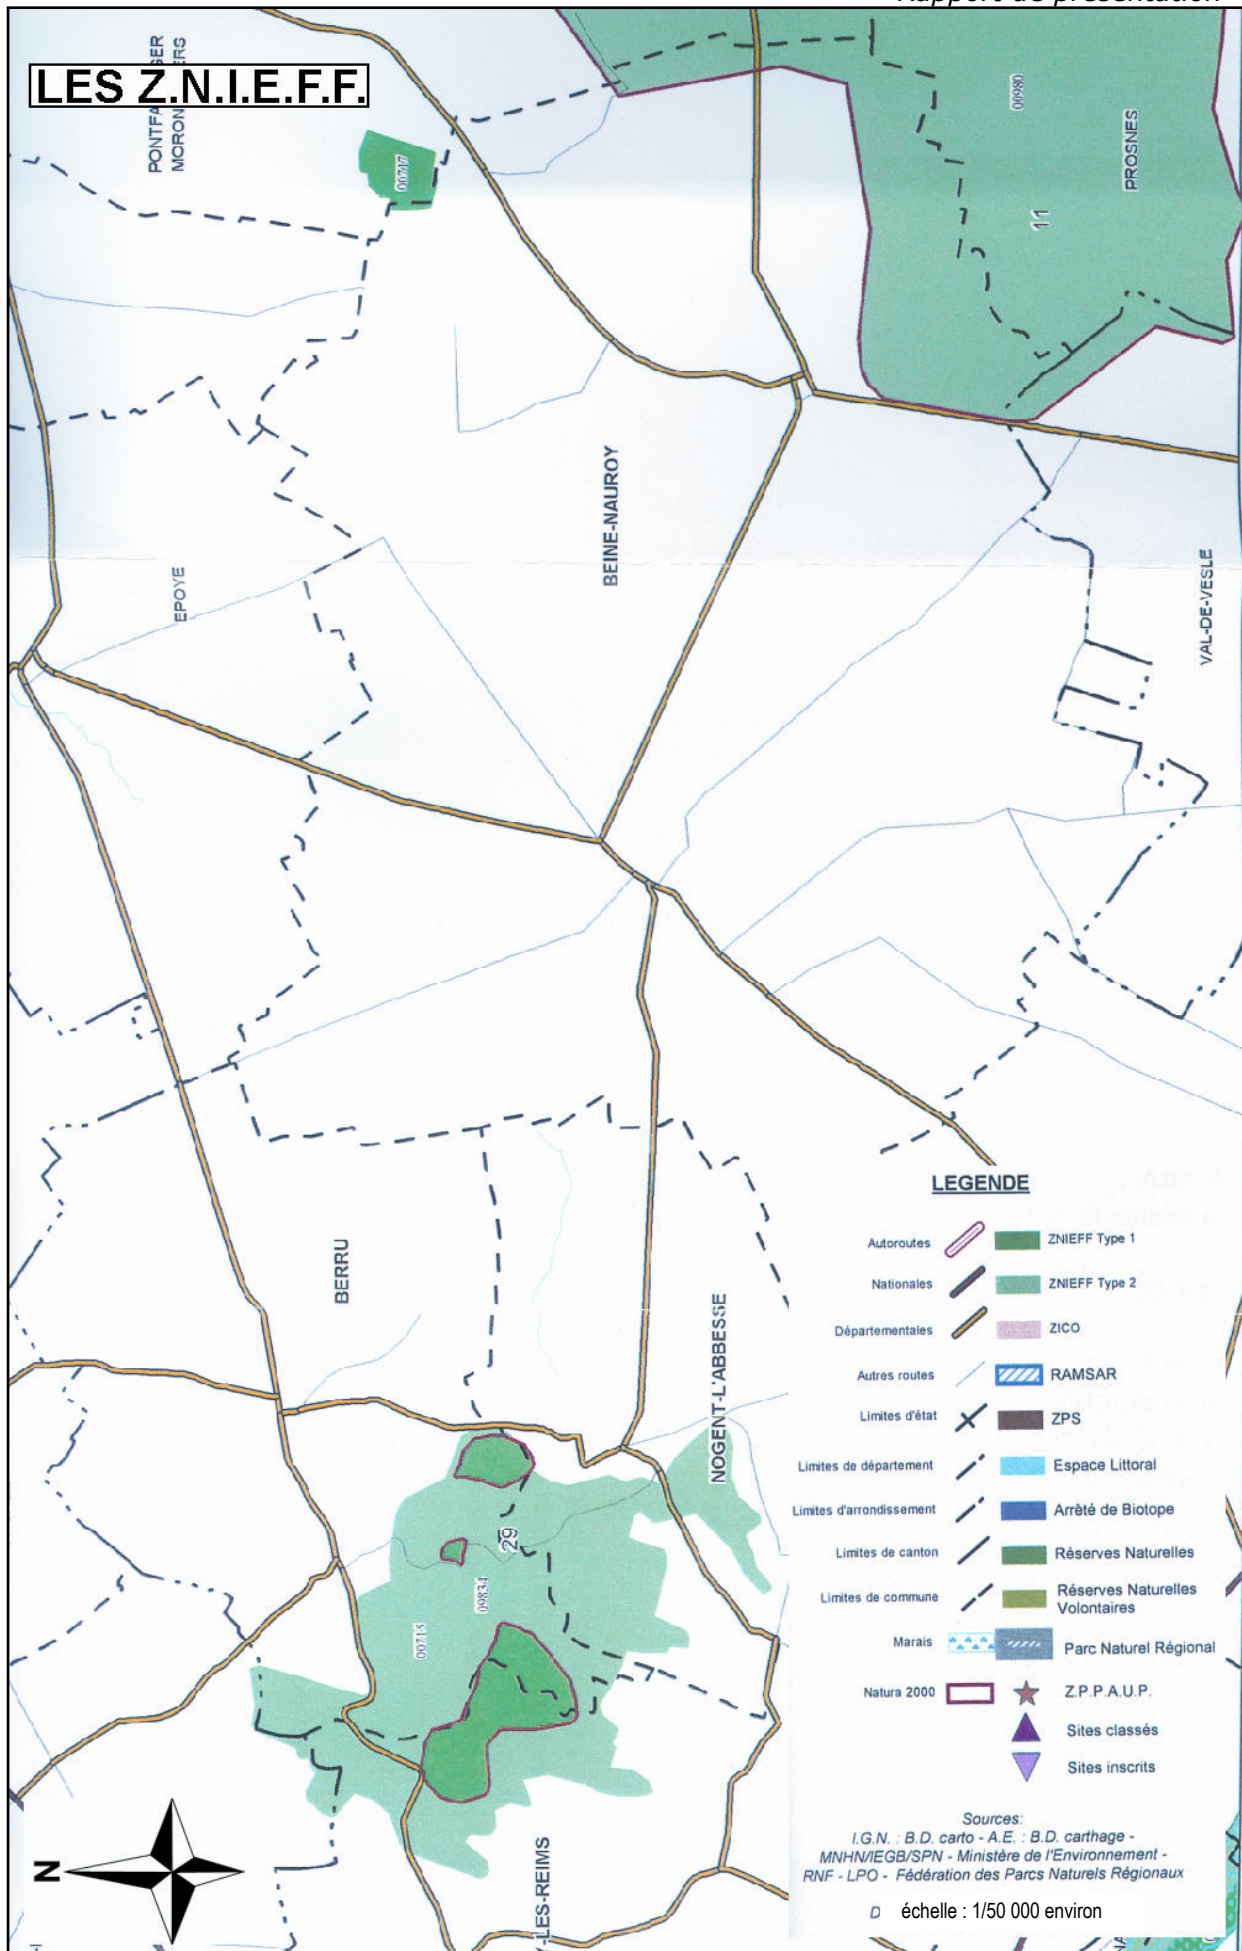 Rapport de présentation
LES Z.N.I.E.F.F.
00747
00980
PROSNES
11
BEINE-NAUROY
EPOYE
VAL-DE-VESLE
BERRU
NOGENT-L'ABBESSE
29
09834
00715
-LES-REIMS
N
LEGENDE
Autoroutes
ZNIEFF Type 1
Nationales
ZNIEFF Type 2
Départementales
ZICO
Autres routes
RAMSAR
Limites d'état
ZPS
Limites de département
Espace Littoral
Limites d'arrondissement
Arrêté de Biotope
Limites de canton
Réserves Naturelles
Limites de commune
Réserves Naturelles
Volontaires
Marais
Parc Naturel Régional
Natura 2000
Z.P.P.A.U.P.
Sites classés
Sites inscrits
Sources:
I.G.N. : B.D. carto - A.E. : B.D. carthage -
MNHN/IEGB/SPN - Ministère de l'Environnement -
RNF - LPO - Fédération des Parcs Naturels Régionaux
D échelle : 1/50 000 environ